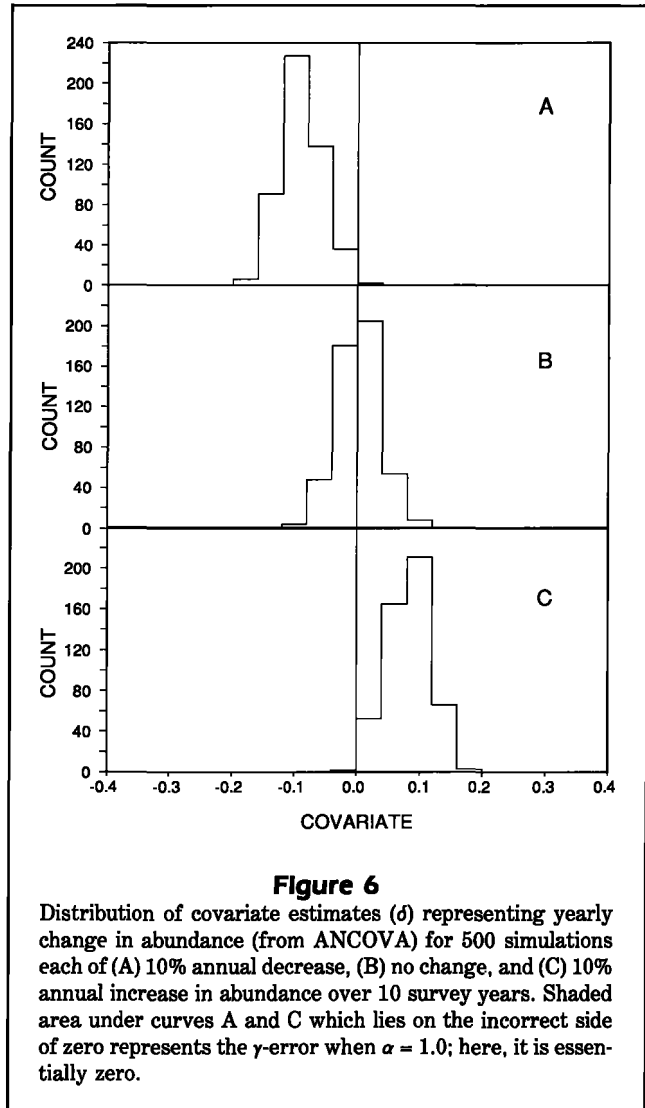 240
200
160
120
80
40
0
COUNT
A
200
160
120
80
40
0
COUNT
B
200
160
120
80
40
0
COUNT
C
-0.4 -0.3 -0.2 -0.1 0.0 0.1 0.2 0.3 0.4
COVARIATE
Figure 6
Distribution of covariate estimates (δ) representing yearly
change in abundance (from ANCOVA) for 500 simulations
each of (A) 10% annual decrease, (B) no change, and (C) 10%
annual increase in abundance over 10 survey years. Shaded
area under curves A and C which lies on the incorrect side
of zero represents the γ-error when α = 1.0; here, it is essen-
tially zero.